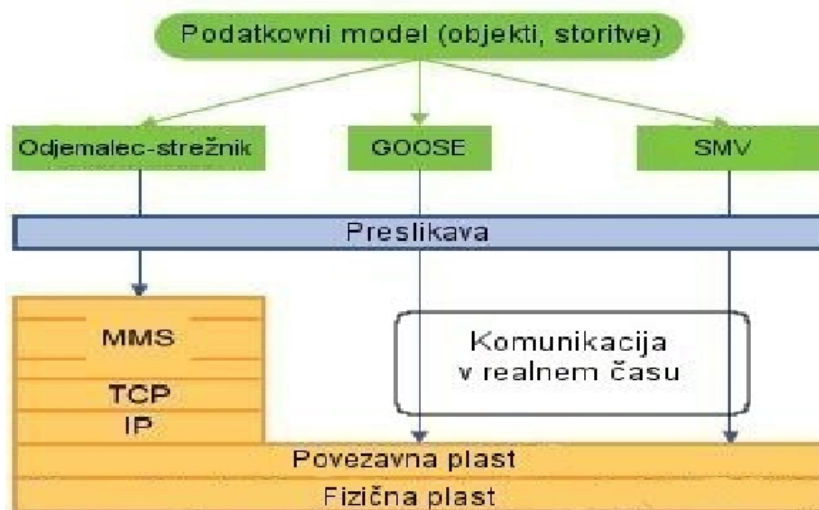 Podatkovni model (objekti, storitve)
Odjemalec-strežnik
GOOSE
SMV
Preslikava
MMS
TCP
IP
Komunikacija
v realnem času
Povezavna plast
Fizična plast